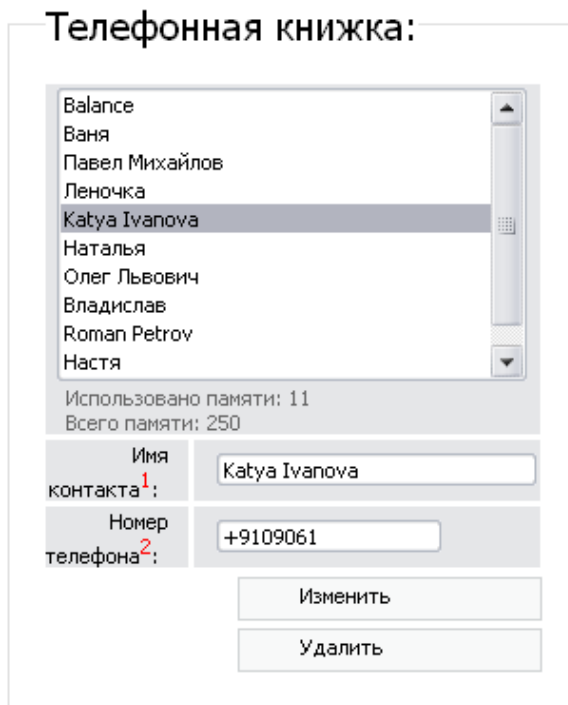 Телефонная книжка:
Balance
Ваня
Павел Михайлов
Леночка
Katya Ivanova
Наталья
Олег Львович
Владислав
Roman Petrov
Настя
Использовано памяти: 11
Всего памяти: 250
Имя
контакта1:
Katya Ivanova
Номер
телефона2:
+9109061
Изменить
Удалить